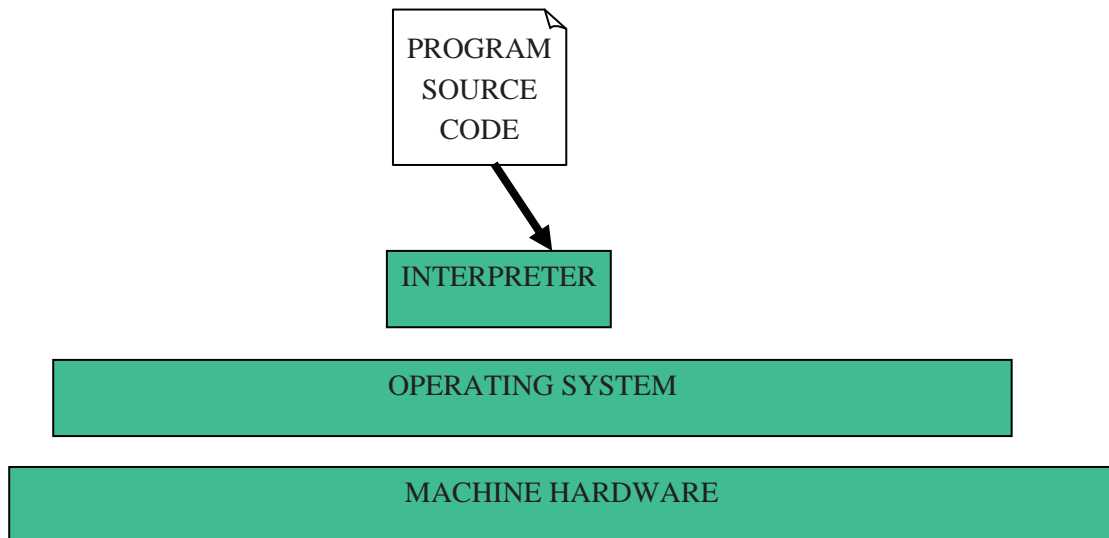 PROGRAM
SOURCE
CODE
INTERPRETER
OPERATING SYSTEM
MACHINE HARDWARE